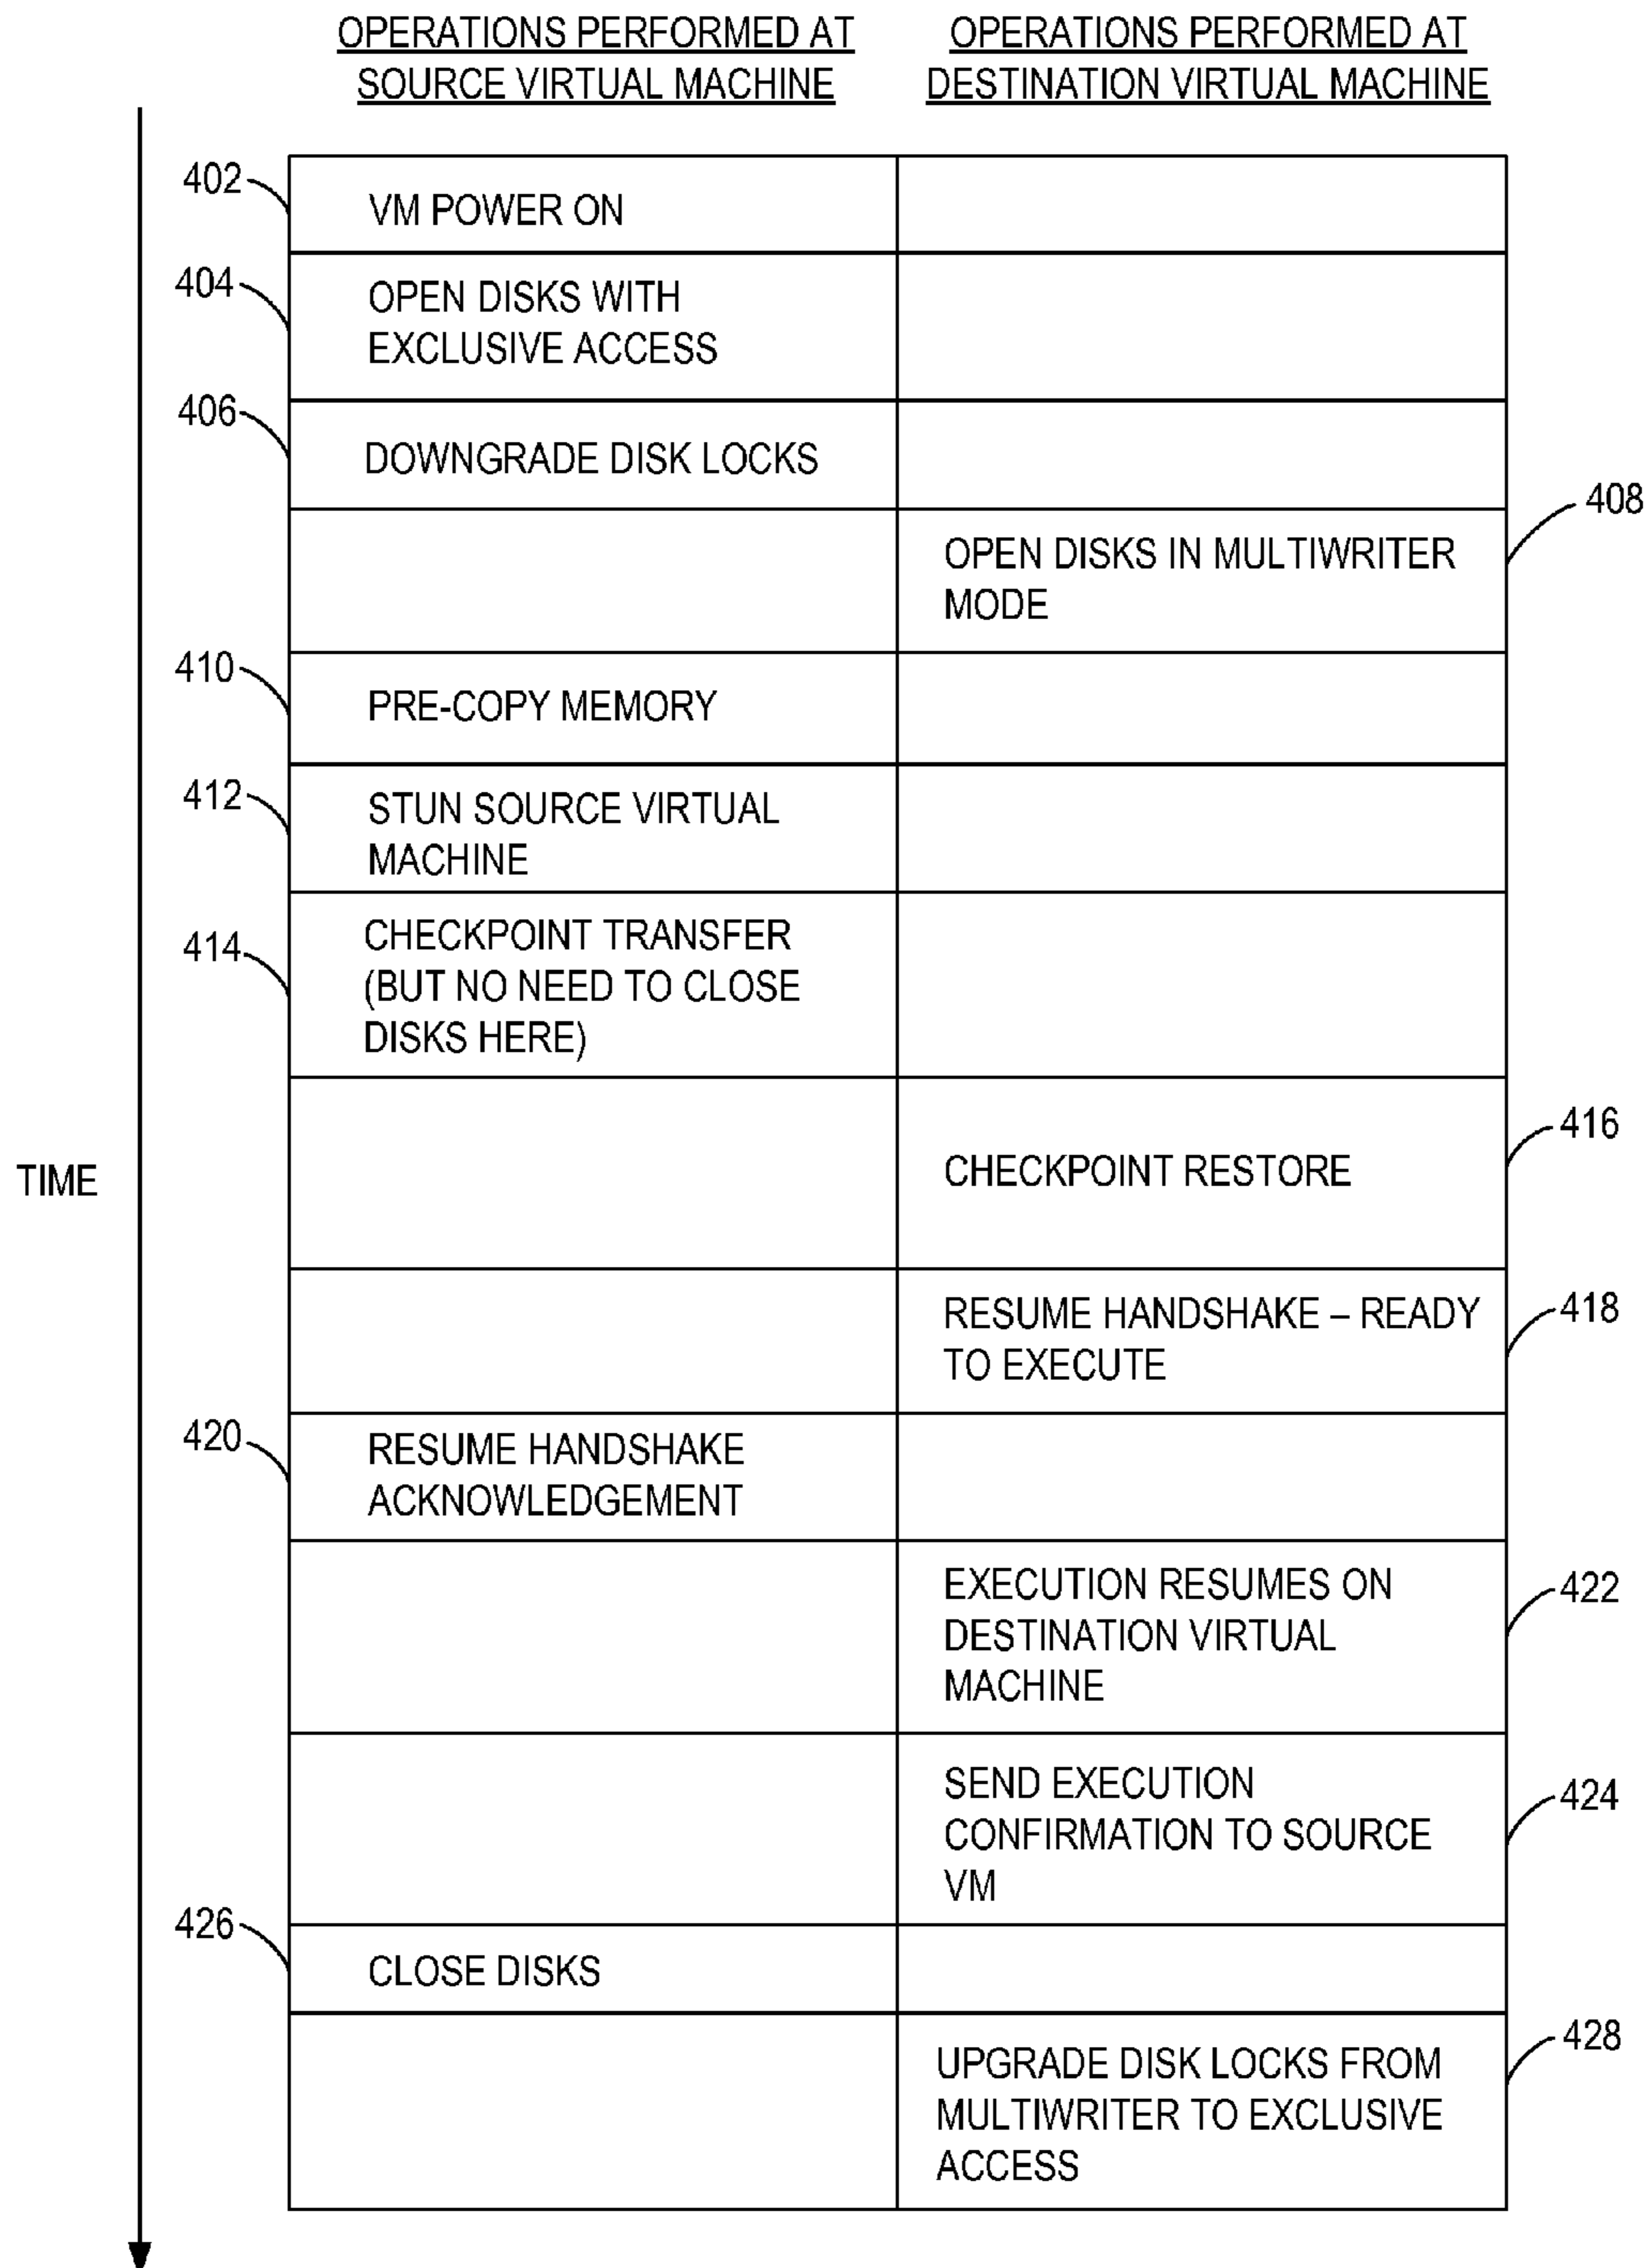 OPERATIONS PERFORMED AT
SOURCE VIRTUAL MACHINE
OPERATIONS PERFORMED AT
DESTINATION VIRTUAL MACHINE
402
VM POWER ON
404
OPEN DISKS WITH
EXCLUSIVE ACCESS
406
DOWNGRADE DISK LOCKS
408
OPEN DISKS IN MULTIWRITER
MODE
410
PRE-COPY MEMORY
412
STUN SOURCE VIRTUAL
MACHINE
414
CHECKPOINT TRANSFER
(BUT NO NEED TO CLOSE
DISKS HERE)
TIME
416
CHECKPOINT RESTORE
418
RESUME HANDSHAKE – READY
TO EXECUTE
420
RESUME HANDSHAKE
ACKNOWLEDGEMENT
422
EXECUTION RESUMES ON
DESTINATION VIRTUAL
MACHINE
424
SEND EXECUTION
CONFIRMATION TO SOURCE
VM
426
CLOSE DISKS
428
UPGRADE DISK LOCKS FROM
MULTIWRITER TO EXCLUSIVE
ACCESS